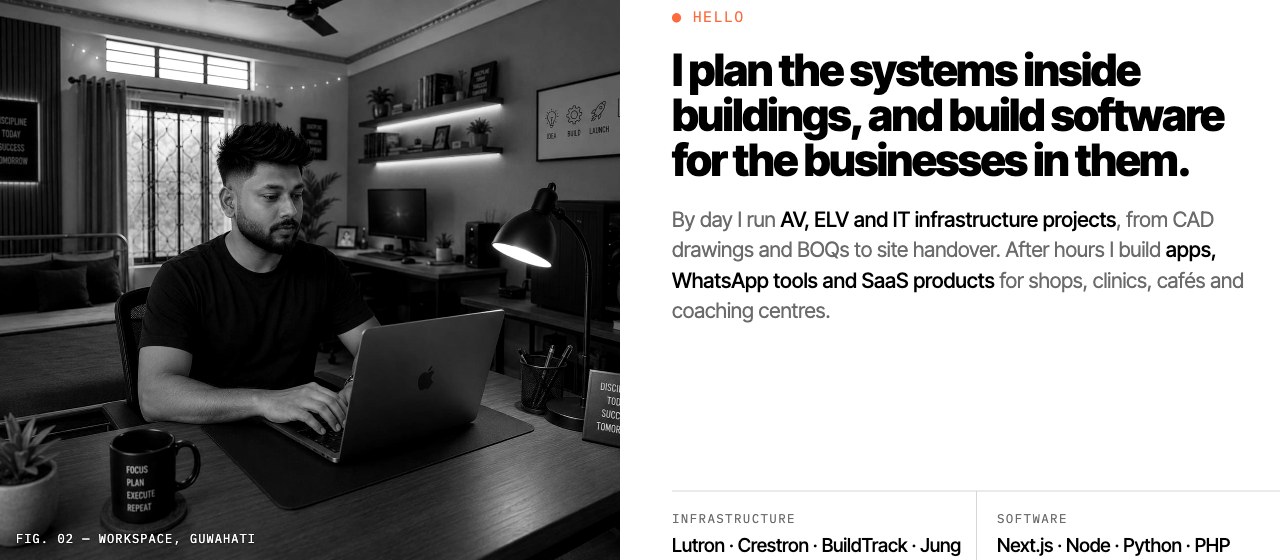 DISCIPLINE
TODAY
SUCCESS
TOMORROW
IDEA
BUILD
LAUNCH
FOCUS
PLAN
EXECUTE
REPEAT
FIG. 02 — WORKSPACE, GUWAHATI
HELLO
I plan the systems inside
buildings, and build software
for the businesses in them.
By day I run AV, ELV and IT infrastructure projects, from CAD
drawings and BOQs to site handover. After hours I build apps,
WhatsApp tools and SaaS products for shops, clinics, cafés and
coaching centres.
INFRASTRUCTURE
Lutron · Crestron · BuildTrack · Jung
SOFTWARE
Next.js · Node · Python · PHP